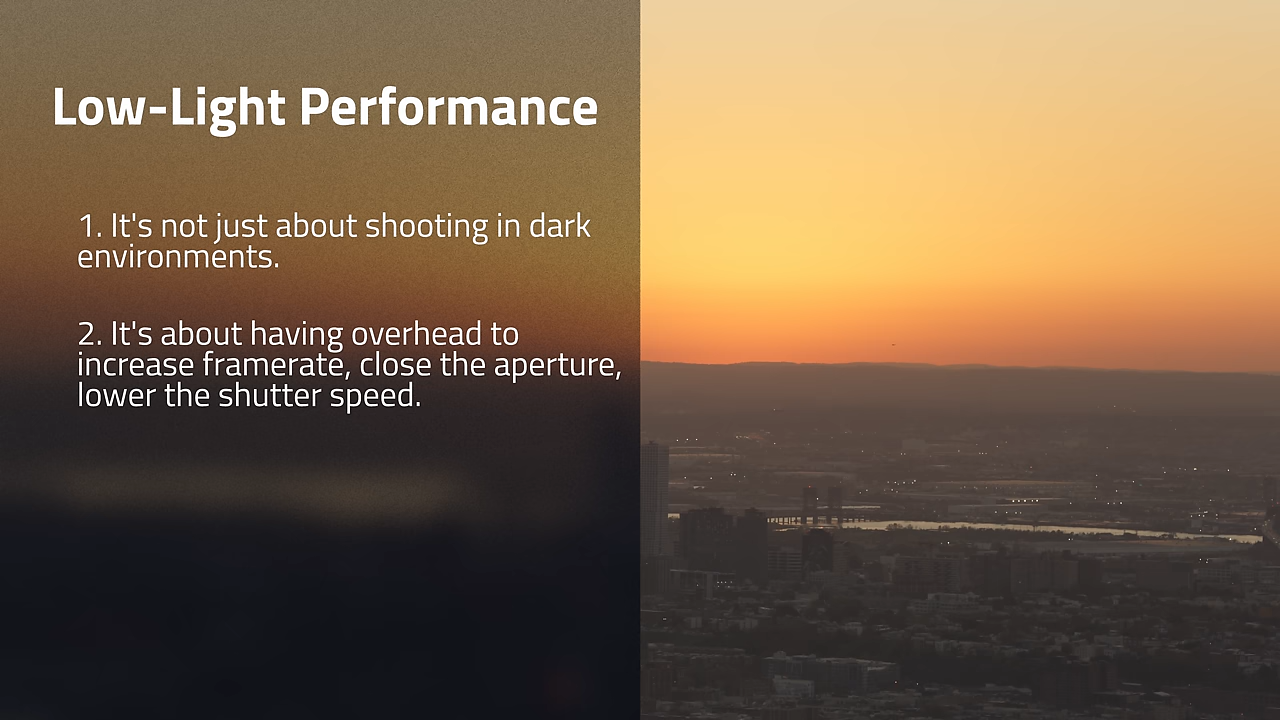 Low-Light Performance
1. It's not just about shooting in dark
environments.
2. It's about having overhead to
increase framerate, close the aperture,
lower the shutter speed.